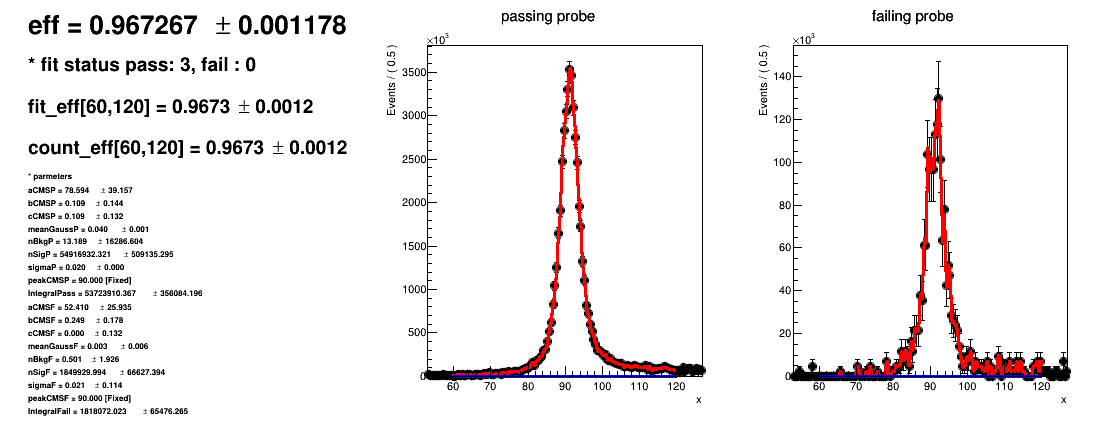 eff = 0.967267 ± 0.001178
* fit status pass: 3, fail : 0
fit_eff[60,120] = 0.9673 ± 0.0012
count_eff[60,120] = 0.9673 ± 0.0012
* parmeters
aCMSP = 78.594 ± 39.157
bCMSP = 0.109 ± 0.144
cCMSP = 0.109 ± 0.132
meanGaussP = 0.040 ± 0.001
nBkgP = 13.189 ± 16286.604
nSigP = 54916932.321 ± 509135.295
sigmaP = 0.020 ± 0.000
peakCMSP = 90.000 [Fixed]
IntegralPass = 53723910.367 ± 356084.196
aCMSF = 52.410 ± 25.935
bCMSF = 0.249 ± 0.178
cCMSF = 0.000 ± 0.132
meanGaussF = 0.003 ± 0.006
nBkgF = 0.501 ± 1.926
nSigF = 1849929.994 ± 66627.394
sigmaF = 0.021 ± 0.114
peakCMSF = 90.000 [Fixed]
IntegralFail = 1818072.023 ± 65476.265
passing probe
×10³
Events / ( 0.5 )
3500
3000
2500
2000
1500
1000
500
0
60 70 80 90 100 110 120
x
failing probe
×10³
Events / ( 0.5 )
140
120
100
80
60
40
20
0
60 70 80 90 100 110 120
x